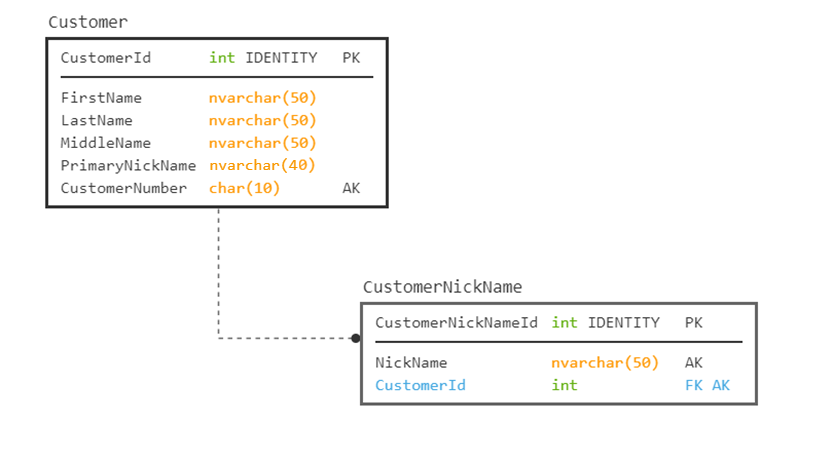 Customer
CustomerId int IDENTITY PK
FirstName nvarchar(50)
LastName nvarchar(50)
MiddleName nvarchar(50)
PrimaryNickName nvarchar(40)
CustomerNumber char(10) AK
CustomerNickName
CustomerNickNameId int IDENTITY PK
NickName nvarchar(50) AK
CustomerId int FK AK